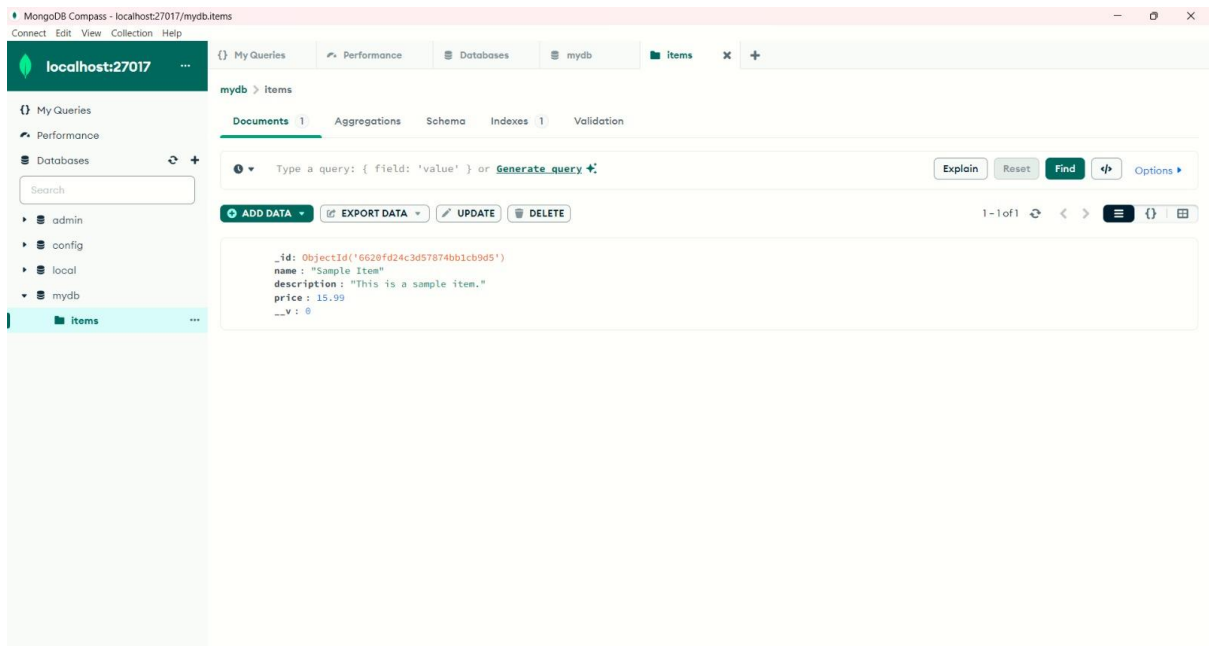 MongoDB Compass - localhost:27017/mydb.items
Connect Edit View Collection Help
localhost:27017 ...
{} My Queries
Performance
Databases
Search
admin
config
local
mydb
items ...
{} My Queries Performance Databases mydb items
mydb > items
Documents 1 Aggregations Schema Indexes 1 Validation
Type a query: { field: 'value' } or Generate query Explain Reset Find </> Options
ADD DATA EXPORT DATA UPDATE DELETE 1-1 of 1 {}
_id: ObjectId('6620fd24c3d57874bb1cb9d5')
name : "Sample Item"
description : "This is a sample item."
price : 15.99
__v : 0